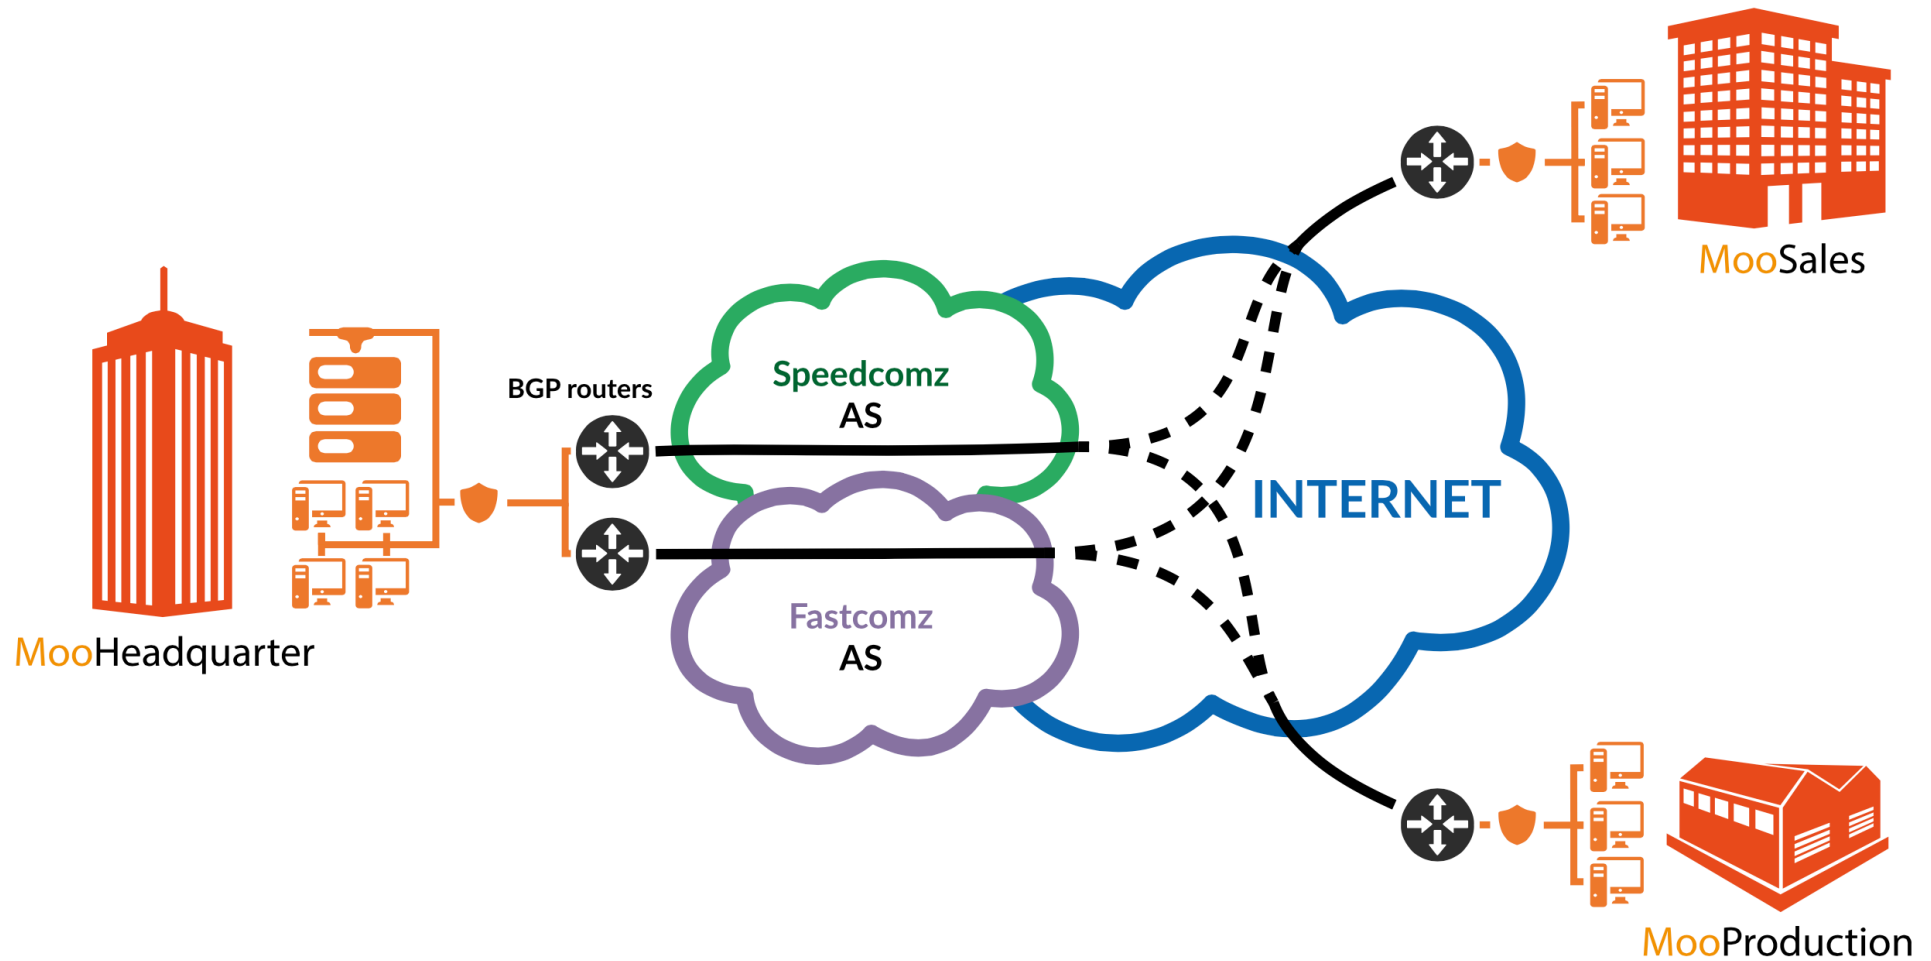 MooSales
Speedcomz
AS
BGP routers
INTERNET
Fastcomz
AS
MooHeadquarter
MooProduction